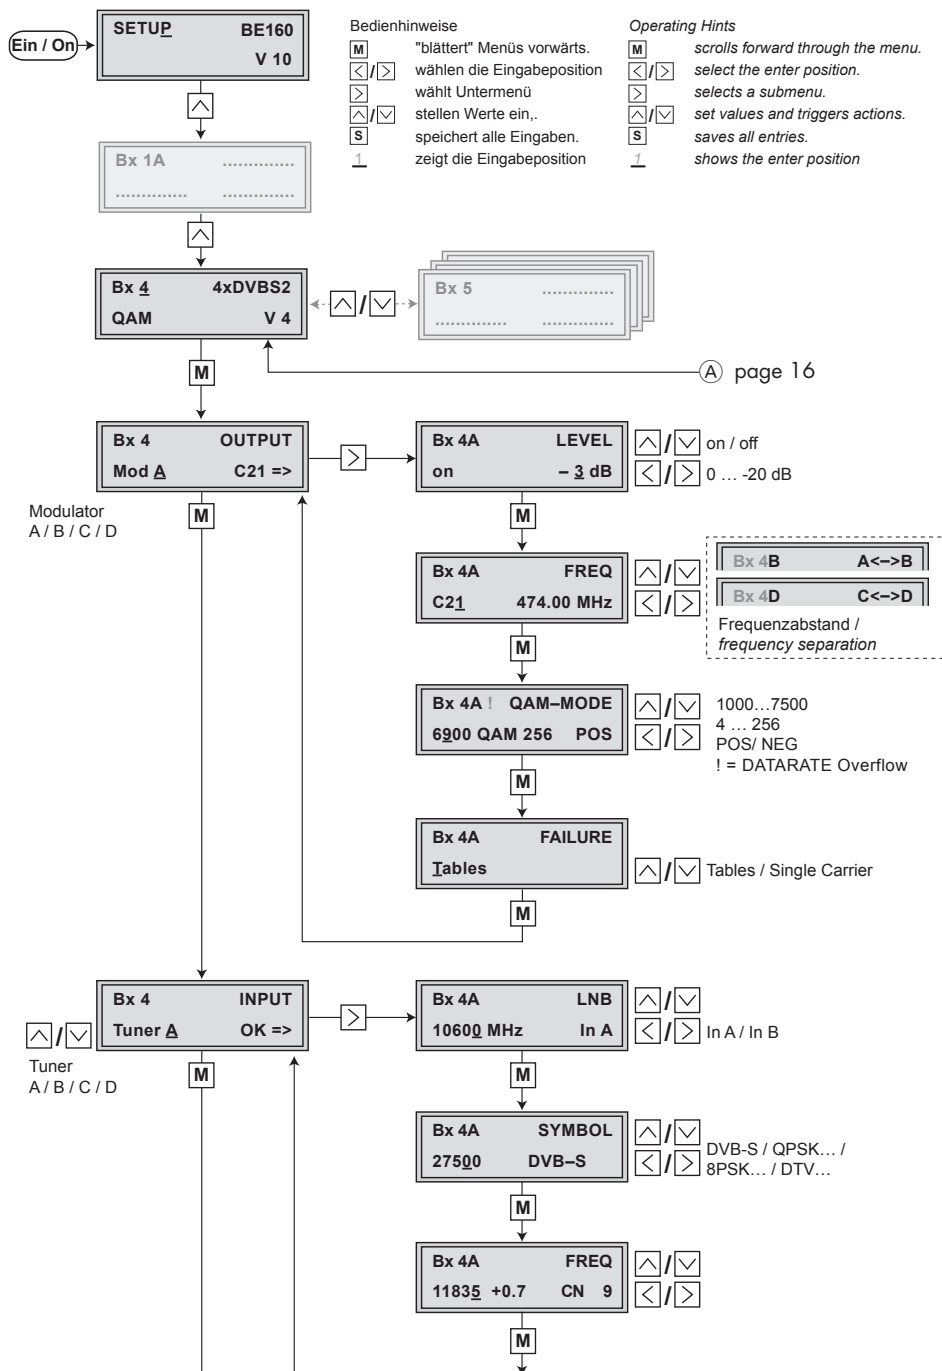 Ein / On
SETUP BE160
V 10
Bedienhinweise
M "blättert" Menüs vorwärts.
< / > wählen die Eingabeposition
> wählt Untermenü
∧ / ∨ stellen Werte ein,.
S speichert alle Eingaben.
1 zeigt die Eingabeposition
Operating Hints
M scrolls forward through the menu.
< / > select the enter position.
> selects a submenu.
∧ / ∨ set values and triggers actions.
S saves all entries.
1 shows the enter position
Bx 1A ..............
.............. ..............
Bx 4 4xDVBS2
QAM V 4
/
Bx 5 ..............
.............. ..............
M
A page 16
Bx 4 OUTPUT
Mod A C21 =>
Modulator
A / B / C / D
M
>
Bx 4A LEVEL
on – 3 dB
∧ / ∨ on / off
< / > 0 … -20 dB
M
Bx 4A FREQ
C21 474.00 MHz
∧ / ∨
< / >
Bx 4B A<–>B
Bx 4D C<–>D
Frequenzabstand /
frequency separation
M
Bx 4A ! QAM–MODE
6900 QAM 256 POS
∧ / ∨
< / >
1000…7500
4 … 256
POS/ NEG
! = DATARATE Overflow
M
Bx 4A FAILURE
Tables
∧ / ∨ Tables / Single Carrier
M
Bx 4 INPUT
Tuner A OK =>
∧ / ∨
Tuner
A / B / C / D
M
>
Bx 4A LNB
10600 MHz In A
∧ / ∨
< / > In A / In B
M
Bx 4A SYMBOL
27500 DVB–S
∧ / ∨
< / >
DVB-S / QPSK… /
8PSK… / DTV…
M
Bx 4A FREQ
11835 +0.7 CN 9
∧ / ∨
< / >
M